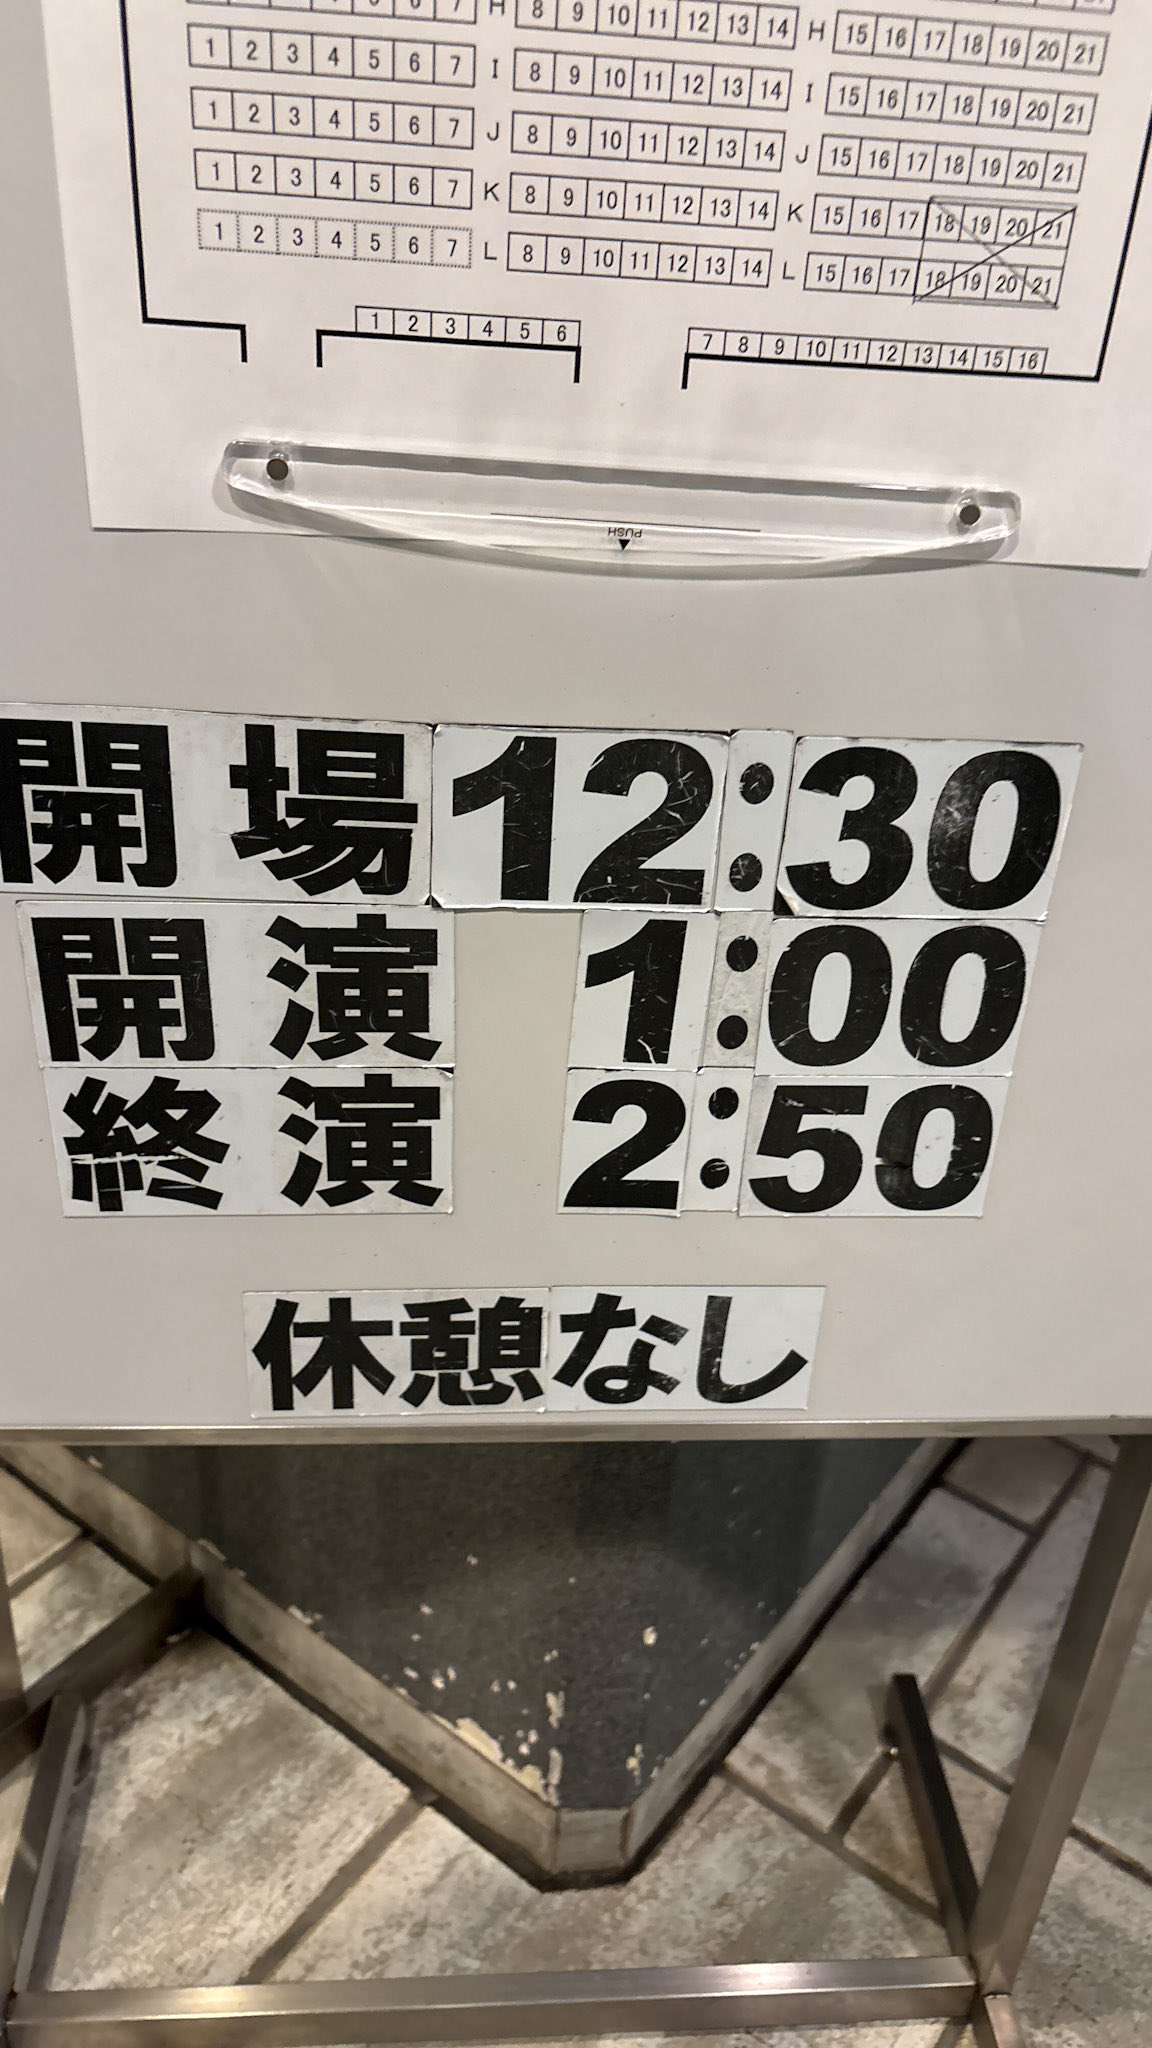 7 H 8 9 10 11 12 13 14 H 15 16 17 18 19 20 21
1 2 3 4 5 6 7 I 8 9 10 11 12 13 14 I 15 16 17 18 19 20 21
1 2 3 4 5 6 7 J 8 9 10 11 12 13 14 J 15 16 17 18 19 20 21
1 2 3 4 5 6 7 K 8 9 10 11 12 13 14 K 15 16 17 18 19 20 21
1 2 3 4 5 6 7 L 8 9 10 11 12 13 14 L 15 16 17 18 19 20 21
1 2 3 4 5 6 7 8 9 10 11 12 13 14 15 16
PUSH
開場 12:30
開演 1:00
終演 2:50
休憩なし